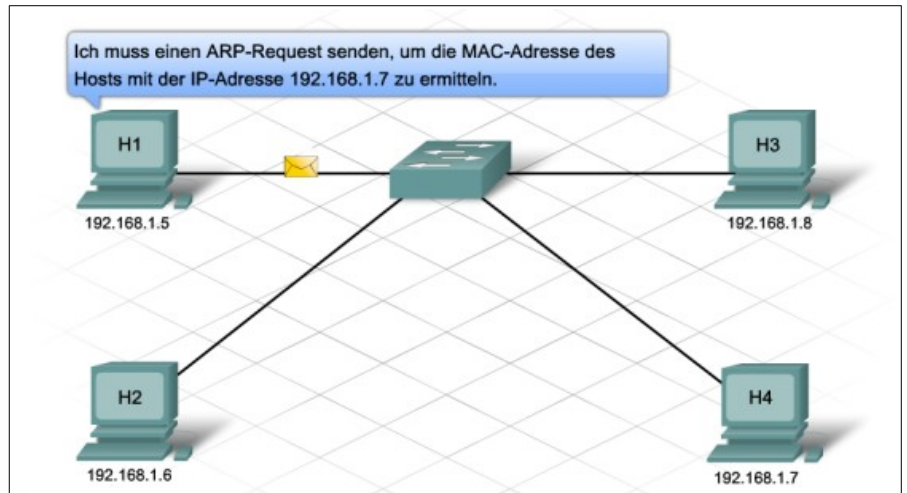 Ich muss einen ARP-Request senden, um die MAC-Adresse des
Hosts mit der IP-Adresse 192.168.1.7 zu ermitteln.
H1
192.168.1.5
H3
192.168.1.8
H2
192.168.1.6
H4
192.168.1.7